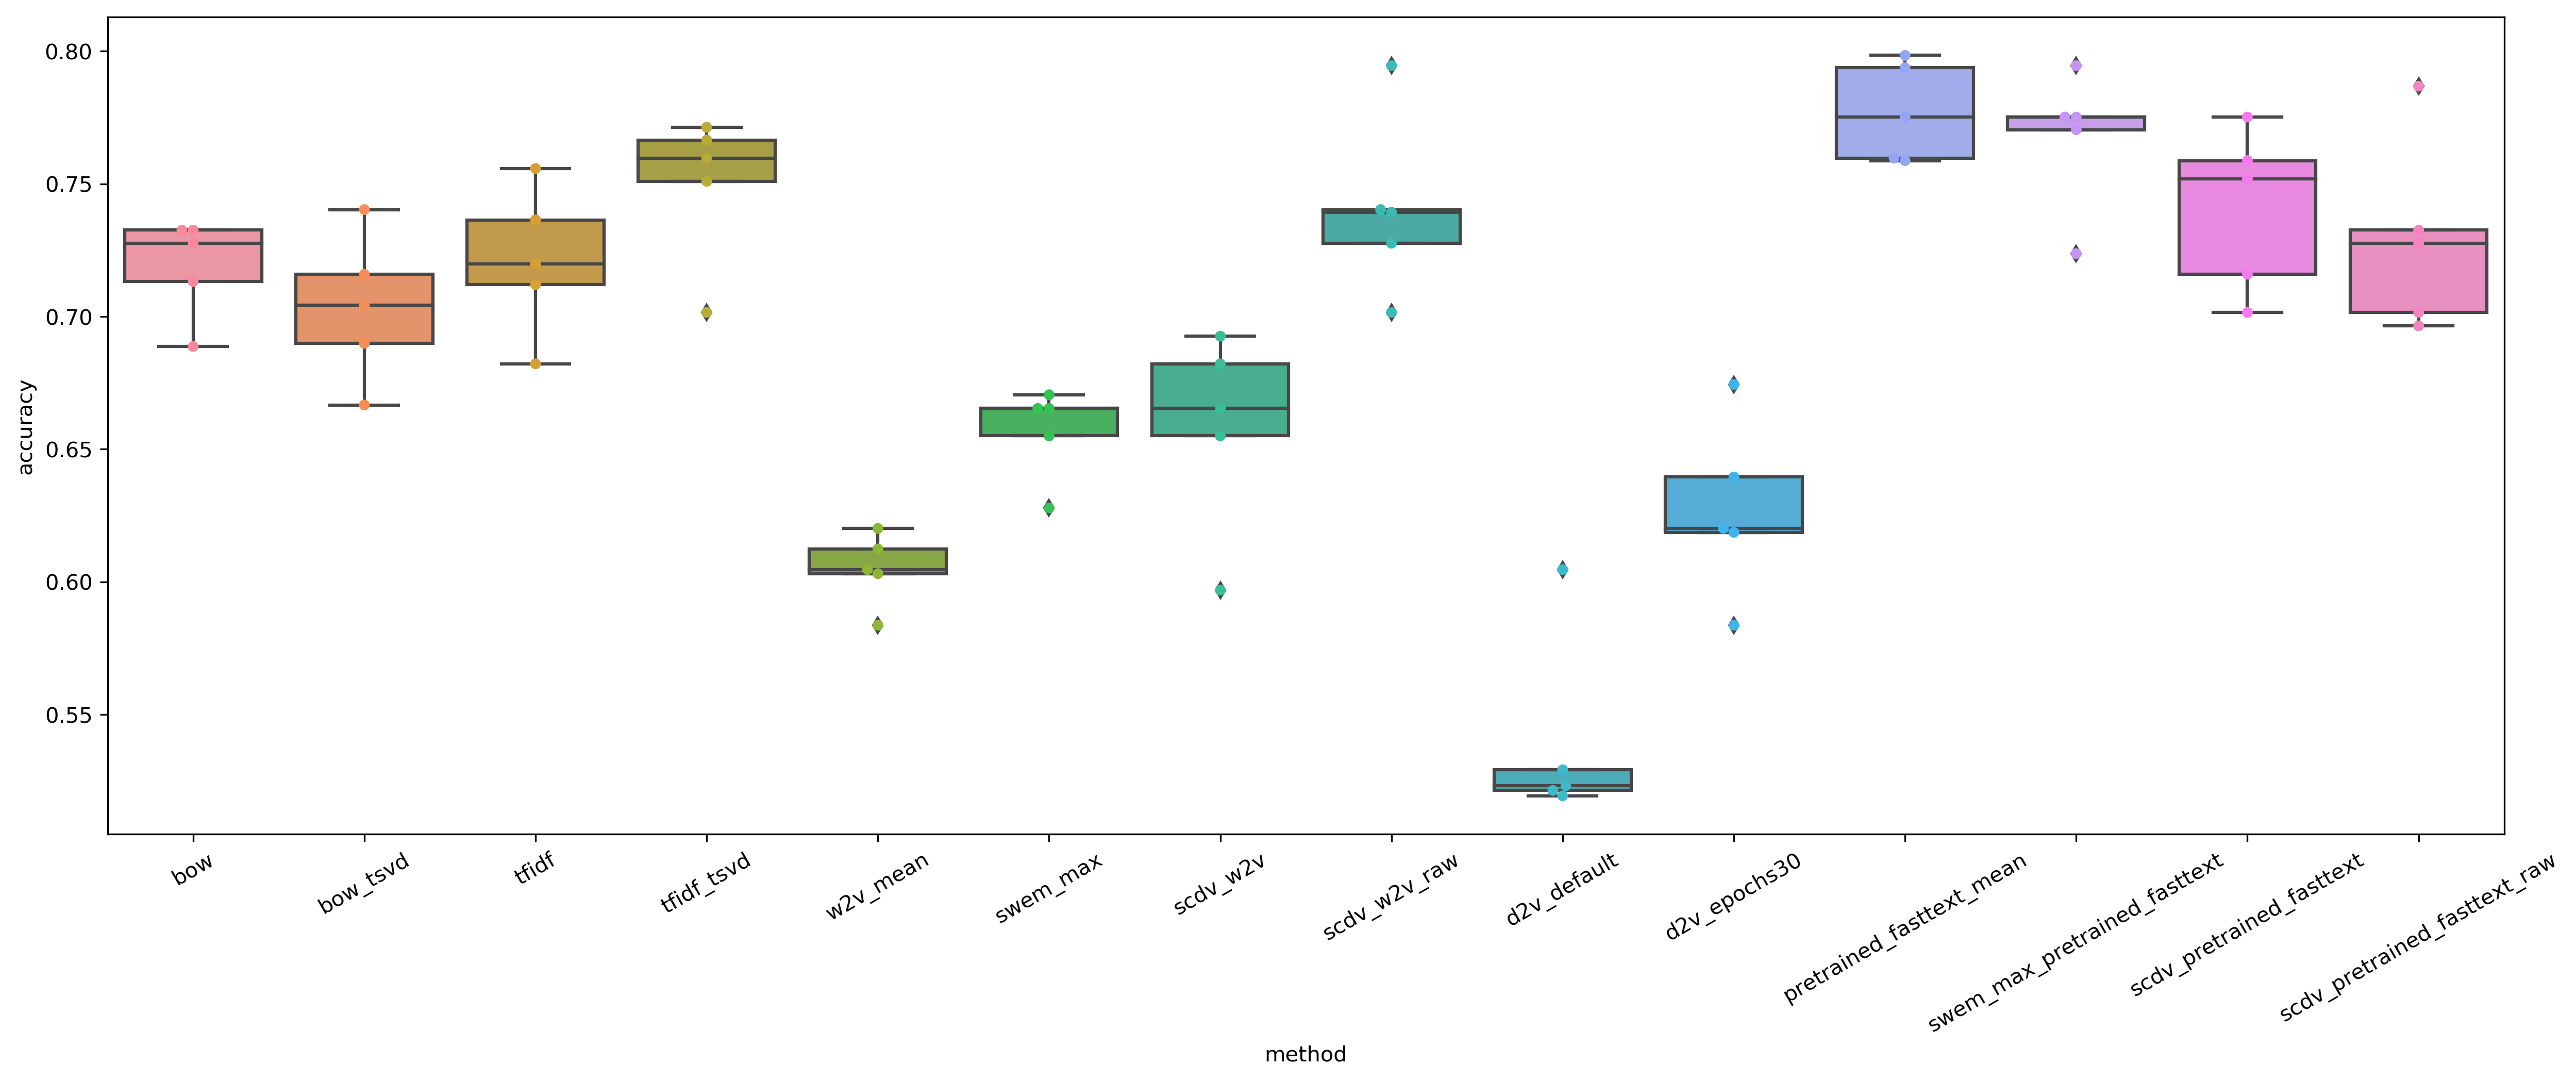 accuracy
0.80
0.75
0.70
0.65
0.60
0.55
bow
bow_tsvd
tfidf
tfidf_tsvd
w2v_mean
swem_max
scdv_w2v
scdv_w2v_raw
d2v_default
d2v_epochs30
pretrained_fasttext_mean
swem_max_pretrained_fasttext
scdv_pretrained_fasttext
scdv_pretrained_fasttext_raw
method